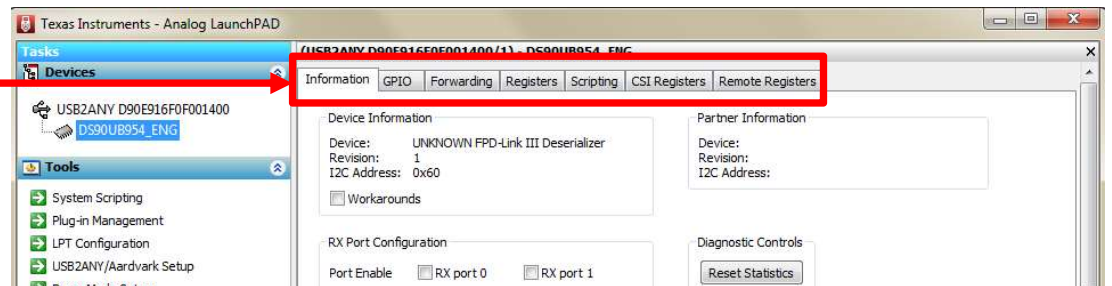 Texas Instruments - Analog LaunchPAD
Tasks
(USB2ANY D90E916F0F001400/1) - DS90UB954_ENG
Devices
Information GPIO Forwarding Registers Scripting CSI Registers Remote Registers
USB2ANY D90E916F0F001400
DS90UB954_ENG
Device Information
Partner Information
Device: UNKNOWN FPD-Link III Deserializer
Device:
Revision: 1
Revision:
I2C Address: 0x60
I2C Address:
Tools
Workarounds
System Scripting
Plug-in Management
LPT Configuration
RX Port Configuration
Diagnostic Controls
USB2ANY/Aardvark Setup
Port Enable RX port 0 RX port 1
Reset Statistics